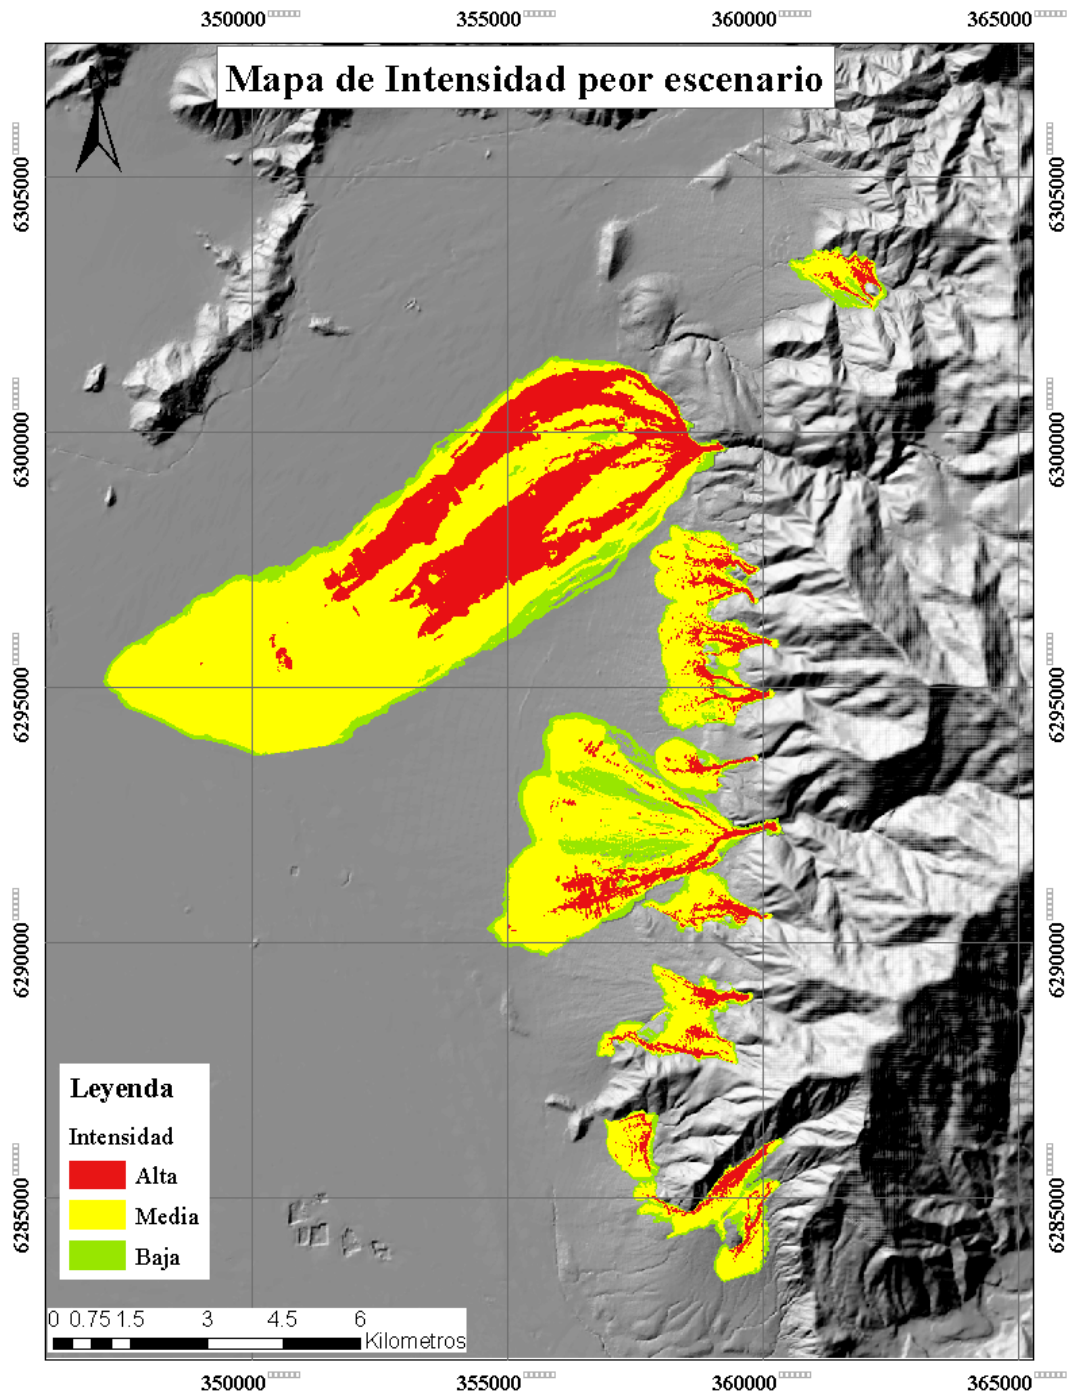 350000 355000 360000 365000
Mapa de Intensidad peor escenario
6305000 6305000
6300000 6300000
6295000 6295000
6290000 6290000
6285000 6285000
Leyenda
Intensidad
Alta
Media
Baja
0 0.75 1.5 3 4.5 6
Kilometros
350000 355000 360000 365000